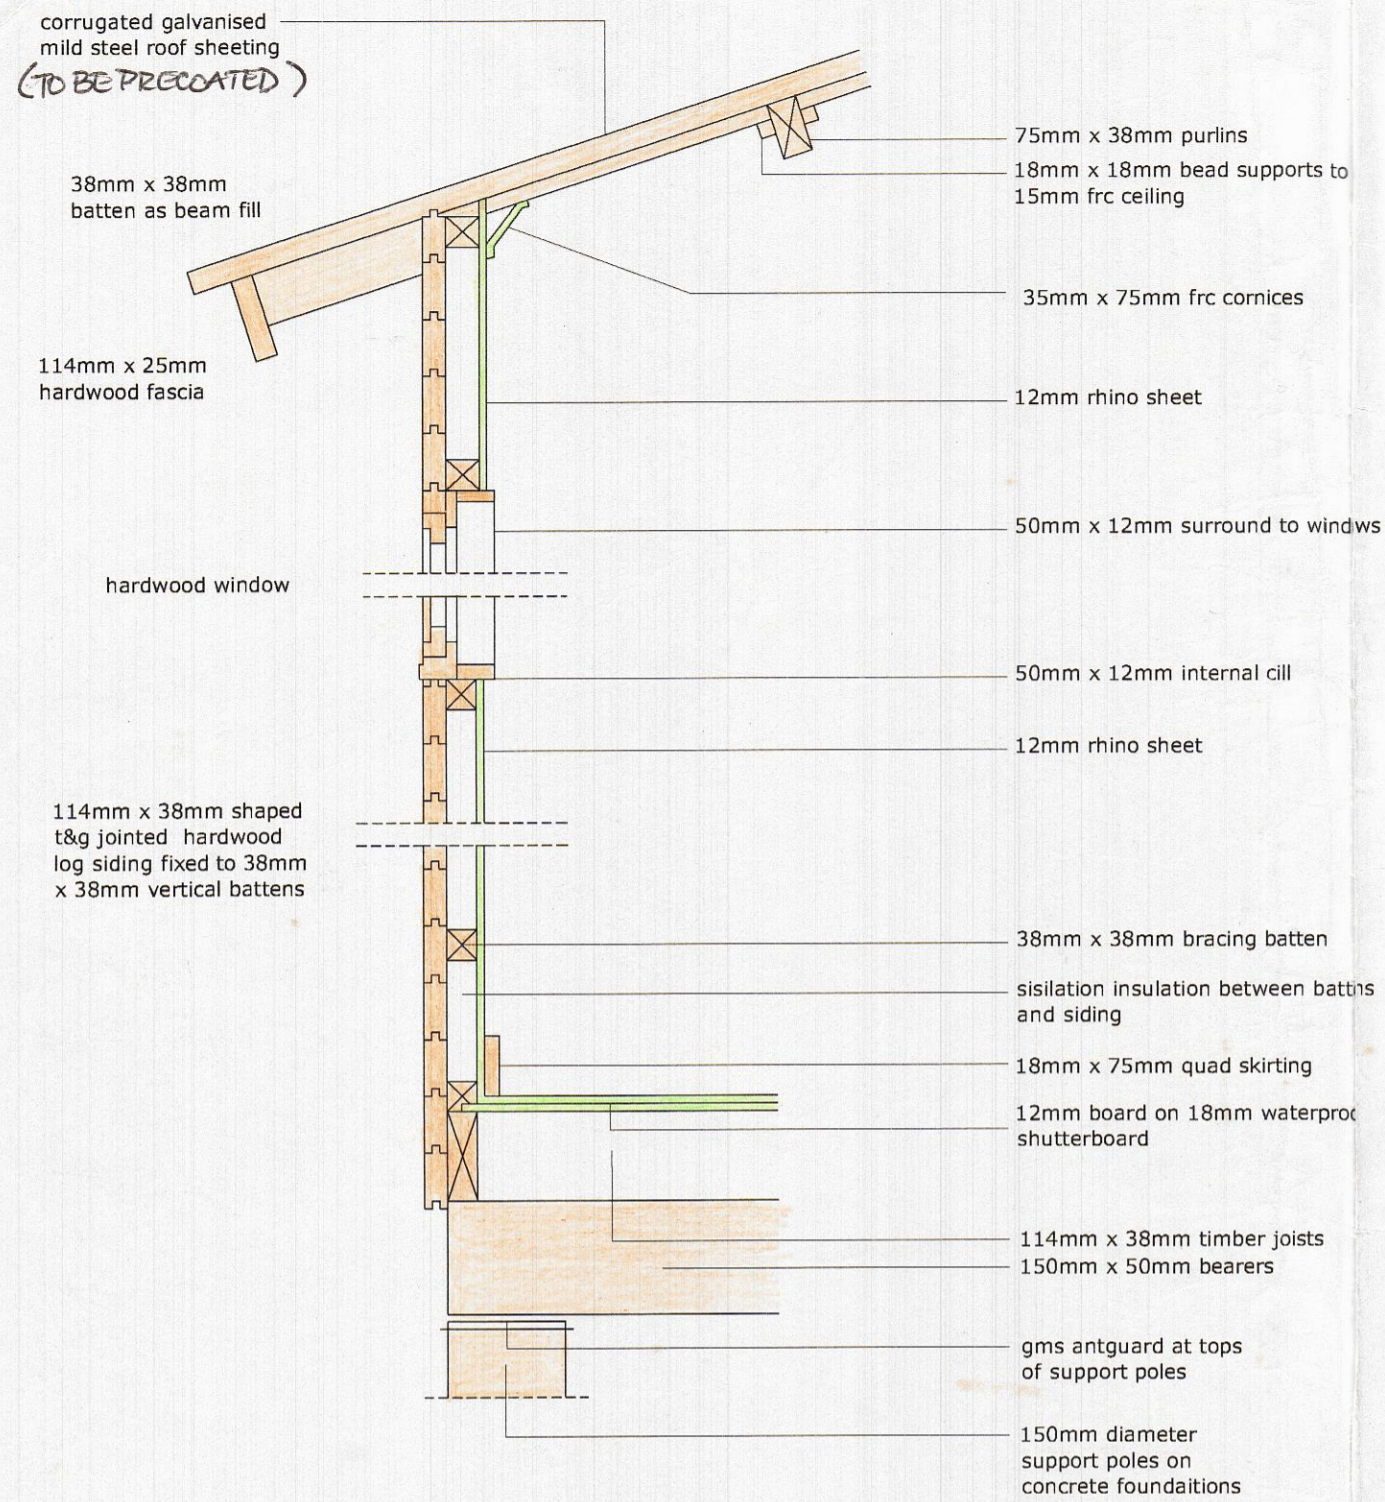 corrugated galvanised
mild steel roof sheeting
(TO BE PRECOATED)
38mm x 38mm
batten as beam fill
114mm x 25mm
hardwood fascia
hardwood window
114mm x 38mm shaped
t&g jointed hardwood
log siding fixed to 38mm
x 38mm vertical battens
75mm x 38mm purlins
18mm x 18mm bead supports to
15mm frc ceiling
35mm x 75mm frc cornices
12mm rhino sheet
50mm x 12mm surround to windws
50mm x 12mm internal cill
12mm rhino sheet
38mm x 38mm bracing batten
sisilation insulation between battns
and siding
18mm x 75mm quad skirting
12mm board on 18mm waterproo
shutterboard
114mm x 38mm timber joists
150mm x 50mm bearers
gms antguard at tops
of support poles
150mm diameter
support poles on
concrete foundaitions